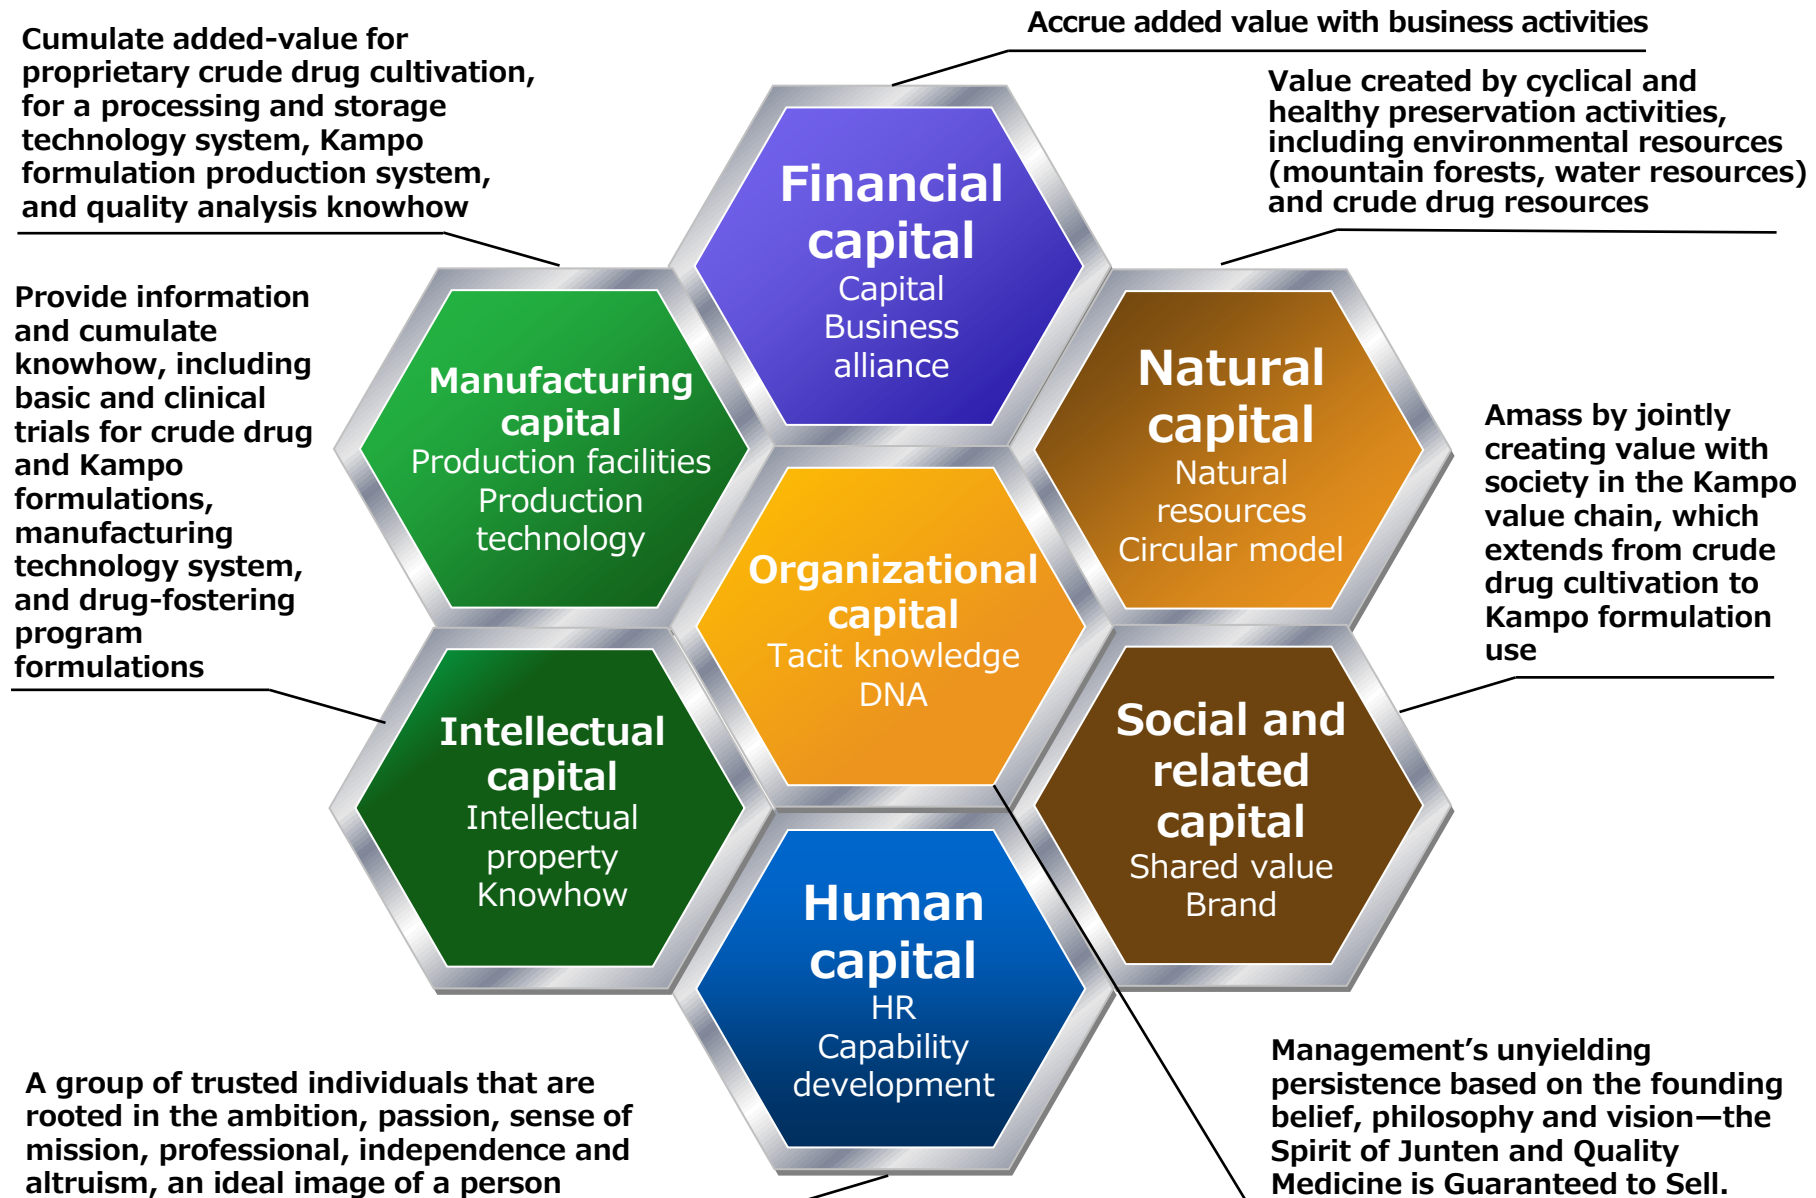 Accrue added value with business activities
Cumulate added-value for
proprietary crude drug cultivation,
for a processing and storage
technology system, Kampo
formulation production system,
and quality analysis knowhow
Value created by cyclical and
healthy preservation activities,
including environmental resources
(mountain forests, water resources)
and crude drug resources
Financial
capital
Capital
Business
alliance
Provide information
and cumulate
knowhow, including
basic and clinical
trials for crude drug
and Kampo
formulations,
manufacturing
technology system,
and drug-fostering
program
formulations
Manufacturing
capital
Production facilities
Production
technology
Natural
capital
Natural
resources
Circular model
Amass by jointly
creating value with
society in the Kampo
value chain, which
extends from crude
drug cultivation to
Kampo formulation
use
Organizational
capital
Tacit knowledge
DNA
Intellectual
capital
Intellectual
property
Knowhow
Social and
related
capital
Shared value
Brand
Human
capital
HR
Capability
development
A group of trusted individuals that are
rooted in the ambition, passion, sense of
mission, professional, independence and
altruism, an ideal image of a person
Management’s unyielding
persistence based on the founding
belief, philosophy and vision—the
Spirit of Junten and Quality
Medicine is Guaranteed to Sell.